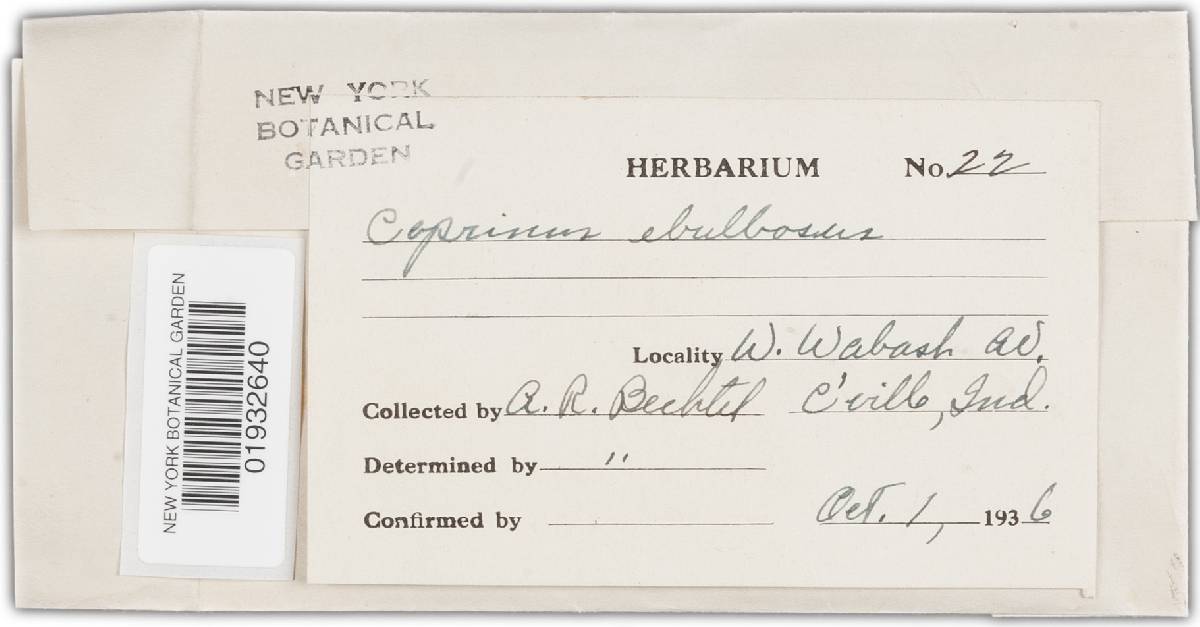 NEW YORK
BOTANICAL
GARDEN
HERBARIUM No. 22
Coprinus ebulbosus
Locality W. Wabash av.
Collected by A. R. Bechtel C'ville, Ind.
Determined by "
Confirmed by Oct. 1, 1936
NEW YORK BOTANICAL GARDEN
01932640